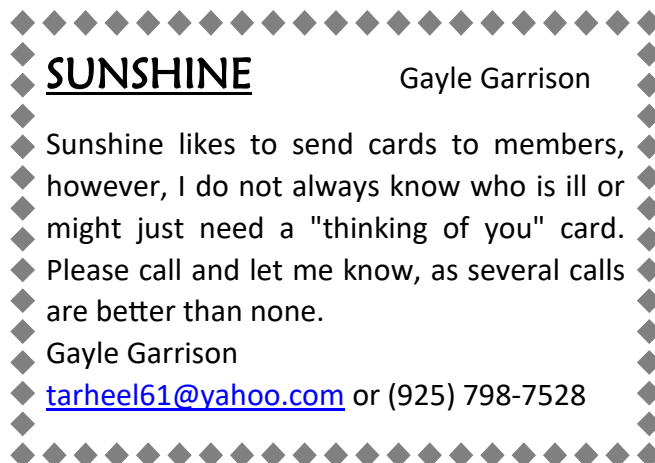 SUNSHINE Gayle Garrison
Sunshine likes to send cards to members,
however, I do not always know who is ill or
might just need a "thinking of you" card.
Please call and let me know, as several calls
are better than none.
Gayle Garrison
tarheel61@yahoo.com or (925) 798-7528